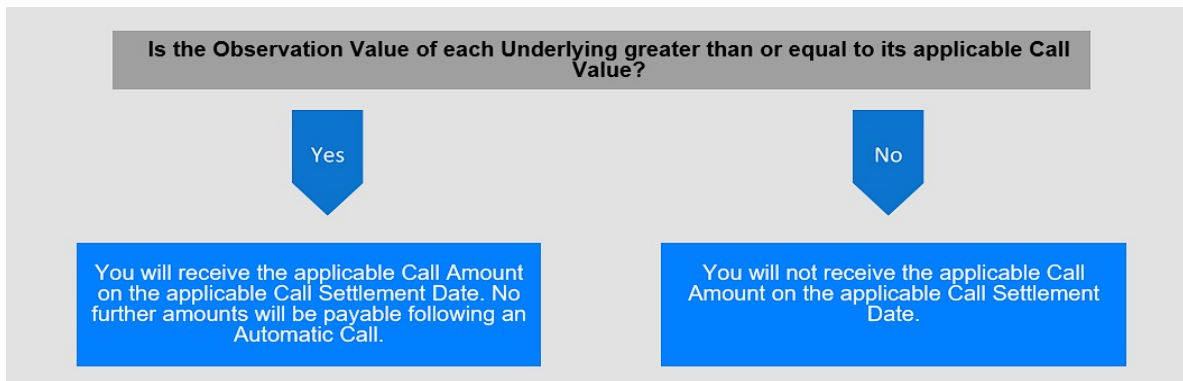 Is the Observation Value of each Underlying greater than or equal to its applicable Call
Value?
Yes
No
You will receive the applicable Call Amount
on the applicable Call Settlement Date. No
further amounts will be payable following an
Automatic Call.
You will not receive the applicable Call
Amount on the applicable Call Settlement
Date.